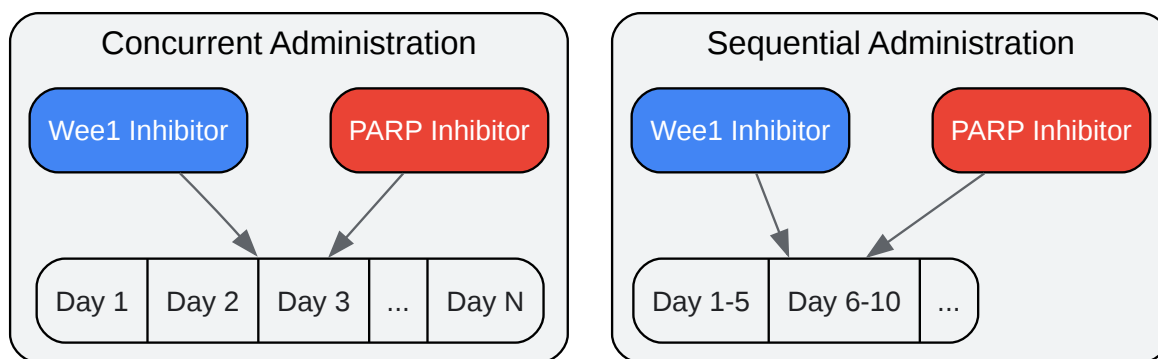 Concurrent Administration
Wee1 Inhibitor
PARP Inhibitor
Day 1
Day 2
Day 3
...
Day N
Sequential Administration
Wee1 Inhibitor
PARP Inhibitor
Day 1-5
Day 6-10
...